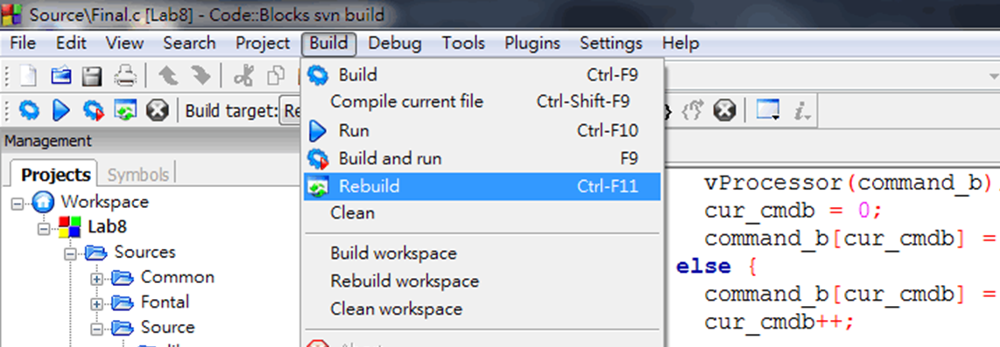 Source\Final.c [Lab8] - Code::Blocks svn build
File Edit View Search Project Build Debug Tools Plugins Settings Help
Build target:
Management
Projects Symbols
Workspace
Lab8
Sources
Common
Fontal
Source
Build Ctrl-F9
Compile current file Ctrl-Shift-F9
Run Ctrl-F10
Build and run F9
Rebuild Ctrl-F11
Clean
Build workspace
Rebuild workspace
Clean workspace
vProcessor(command_b)
cur_cmdb = 0;
command_b[cur_cmdb] =
else {
command_b[cur_cmdb] =
cur_cmdb++;